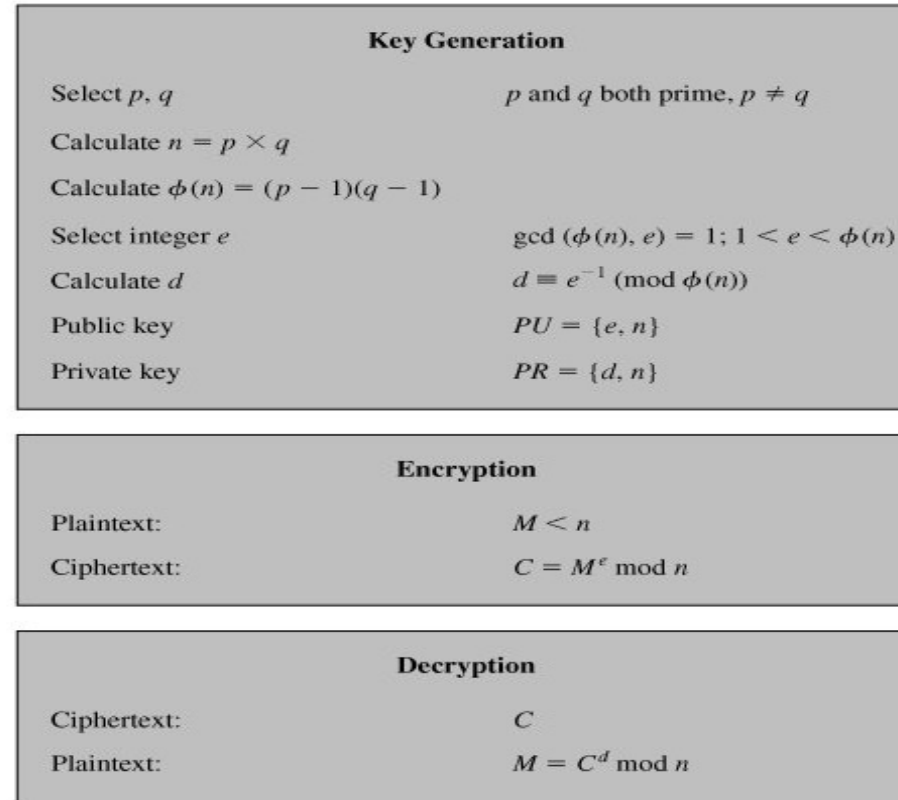 Key Generation
Select p, q p and q both prime, p ≠ q
Calculate n = p × q
Calculate ϕ(n) = (p − 1)(q − 1)
Select integer e gcd (ϕ(n), e) = 1; 1 < e < ϕ(n)
Calculate d d ≡ e⁻¹ (mod ϕ(n))
Public key PU = {e, n}
Private key PR = {d, n}
Encryption
Plaintext: M < n
Ciphertext: C = Mᵉ mod n
Decryption
Ciphertext: C
Plaintext: M = Cᵈ mod n